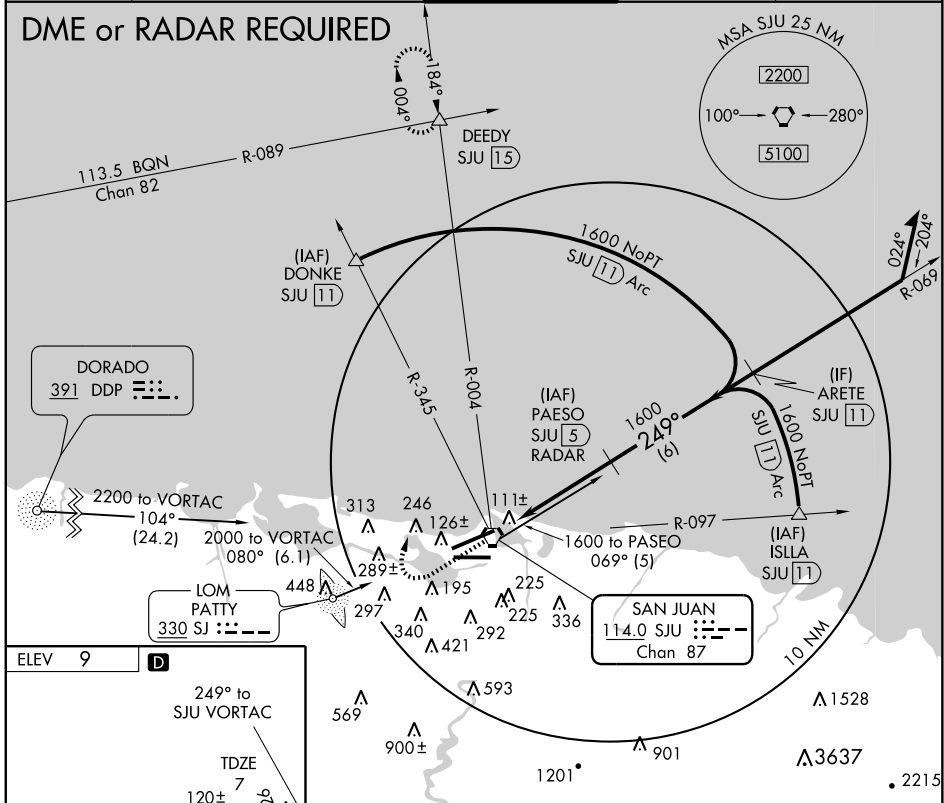 DME or RADAR REQUIRED
MSA SJU 25 NM
2200
100°
280°
5100
184°
004°
DEEDY
SJU 15
R-089
113.5 BQN
Chan 82
(IAF)
DONKE
SJU 11
1600 NoPT
SJU 11 Arc
024°
204°
R-069
DORADO
391 DDP
R-345
R-004
(IAF)
PAESO
SJU 5
RADAR
1600
249°
(6)
(IF)
ARETE
SJU 11
1600 NoPT
SJU 11 Arc
2200 to VORTAC
104°
(24.2)
313
246
126±
111±
R-097
(IAF)
ISLLA
SJU 11
2000 to VORTAC
080° (6.1)
1600 to PASEO
069° (5)
289±
448
LOM
PATTY
330 SJ
297
195
225
225
340
292
336
421
SAN JUAN
114.0 SJU
Chan 87
10 NM
ELEV 9
D
249° to
SJU VORTAC
593
569
1528
900±
901
3637
TDZE
7
1201
2215
120±